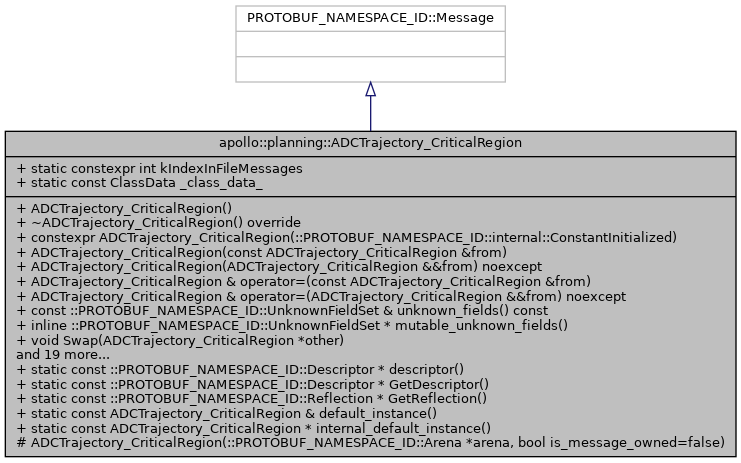 PROTOBUF_NAMESPACE_ID::Message
apollo::planning::ADCTrajectory_CriticalRegion
+ static constexpr int kIndexInFileMessages
+ static const ClassData _class_data_
+ ADCTrajectory_CriticalRegion()
+ ~ADCTrajectory_CriticalRegion() override
+ constexpr ADCTrajectory_CriticalRegion(::PROTOBUF_NAMESPACE_ID::internal::ConstantInitialized)
+ ADCTrajectory_CriticalRegion(const ADCTrajectory_CriticalRegion &from)
+ ADCTrajectory_CriticalRegion(ADCTrajectory_CriticalRegion &&from) noexcept
+ ADCTrajectory_CriticalRegion & operator=(const ADCTrajectory_CriticalRegion &from)
+ ADCTrajectory_CriticalRegion & operator=(ADCTrajectory_CriticalRegion &&from) noexcept
+ const ::PROTOBUF_NAMESPACE_ID::UnknownFieldSet & unknown_fields() const
+ inline ::PROTOBUF_NAMESPACE_ID::UnknownFieldSet * mutable_unknown_fields()
+ void Swap(ADCTrajectory_CriticalRegion *other)
and 19 more...
+ static const ::PROTOBUF_NAMESPACE_ID::Descriptor * descriptor()
+ static const ::PROTOBUF_NAMESPACE_ID::Descriptor * GetDescriptor()
+ static const ::PROTOBUF_NAMESPACE_ID::Reflection * GetReflection()
+ static const ADCTrajectory_CriticalRegion & default_instance()
+ static const ADCTrajectory_CriticalRegion * internal_default_instance()
# ADCTrajectory_CriticalRegion(::PROTOBUF_NAMESPACE_ID::Arena *arena, bool is_message_owned=false)